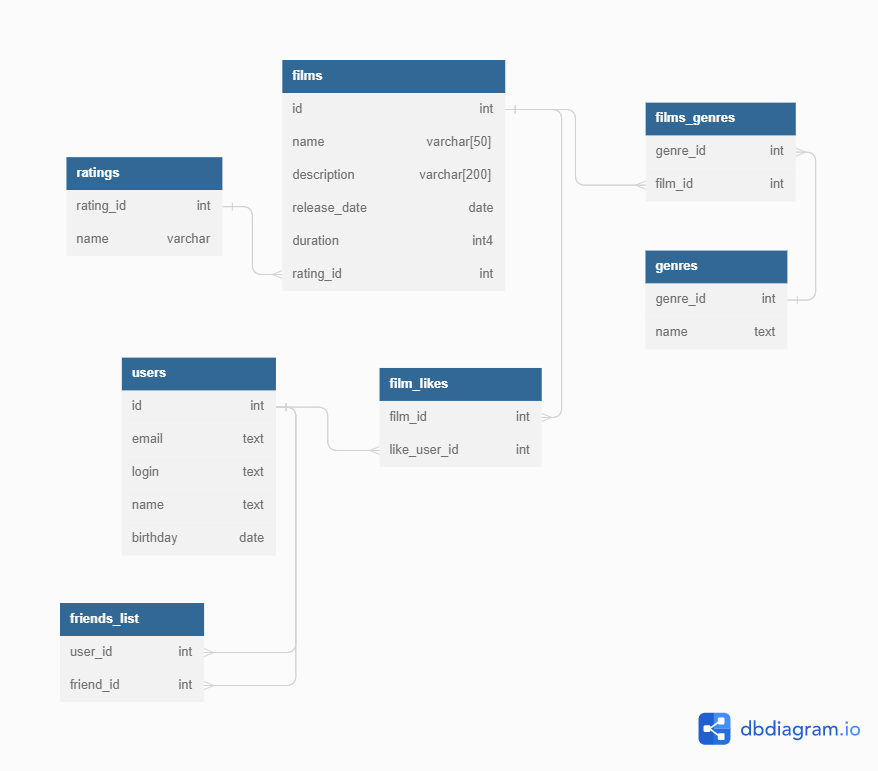 films
id int
name varchar[50]
description varchar[200]
release_date date
duration int4
rating_id int
films_genres
genre_id int
film_id int
ratings
rating_id int
name varchar
genres
genre_id int
name text
users
id int
email text
login text
name text
birthday date
film_likes
film_id int
like_user_id int
friends_list
user_id int
friend_id int
dbdiagram.io